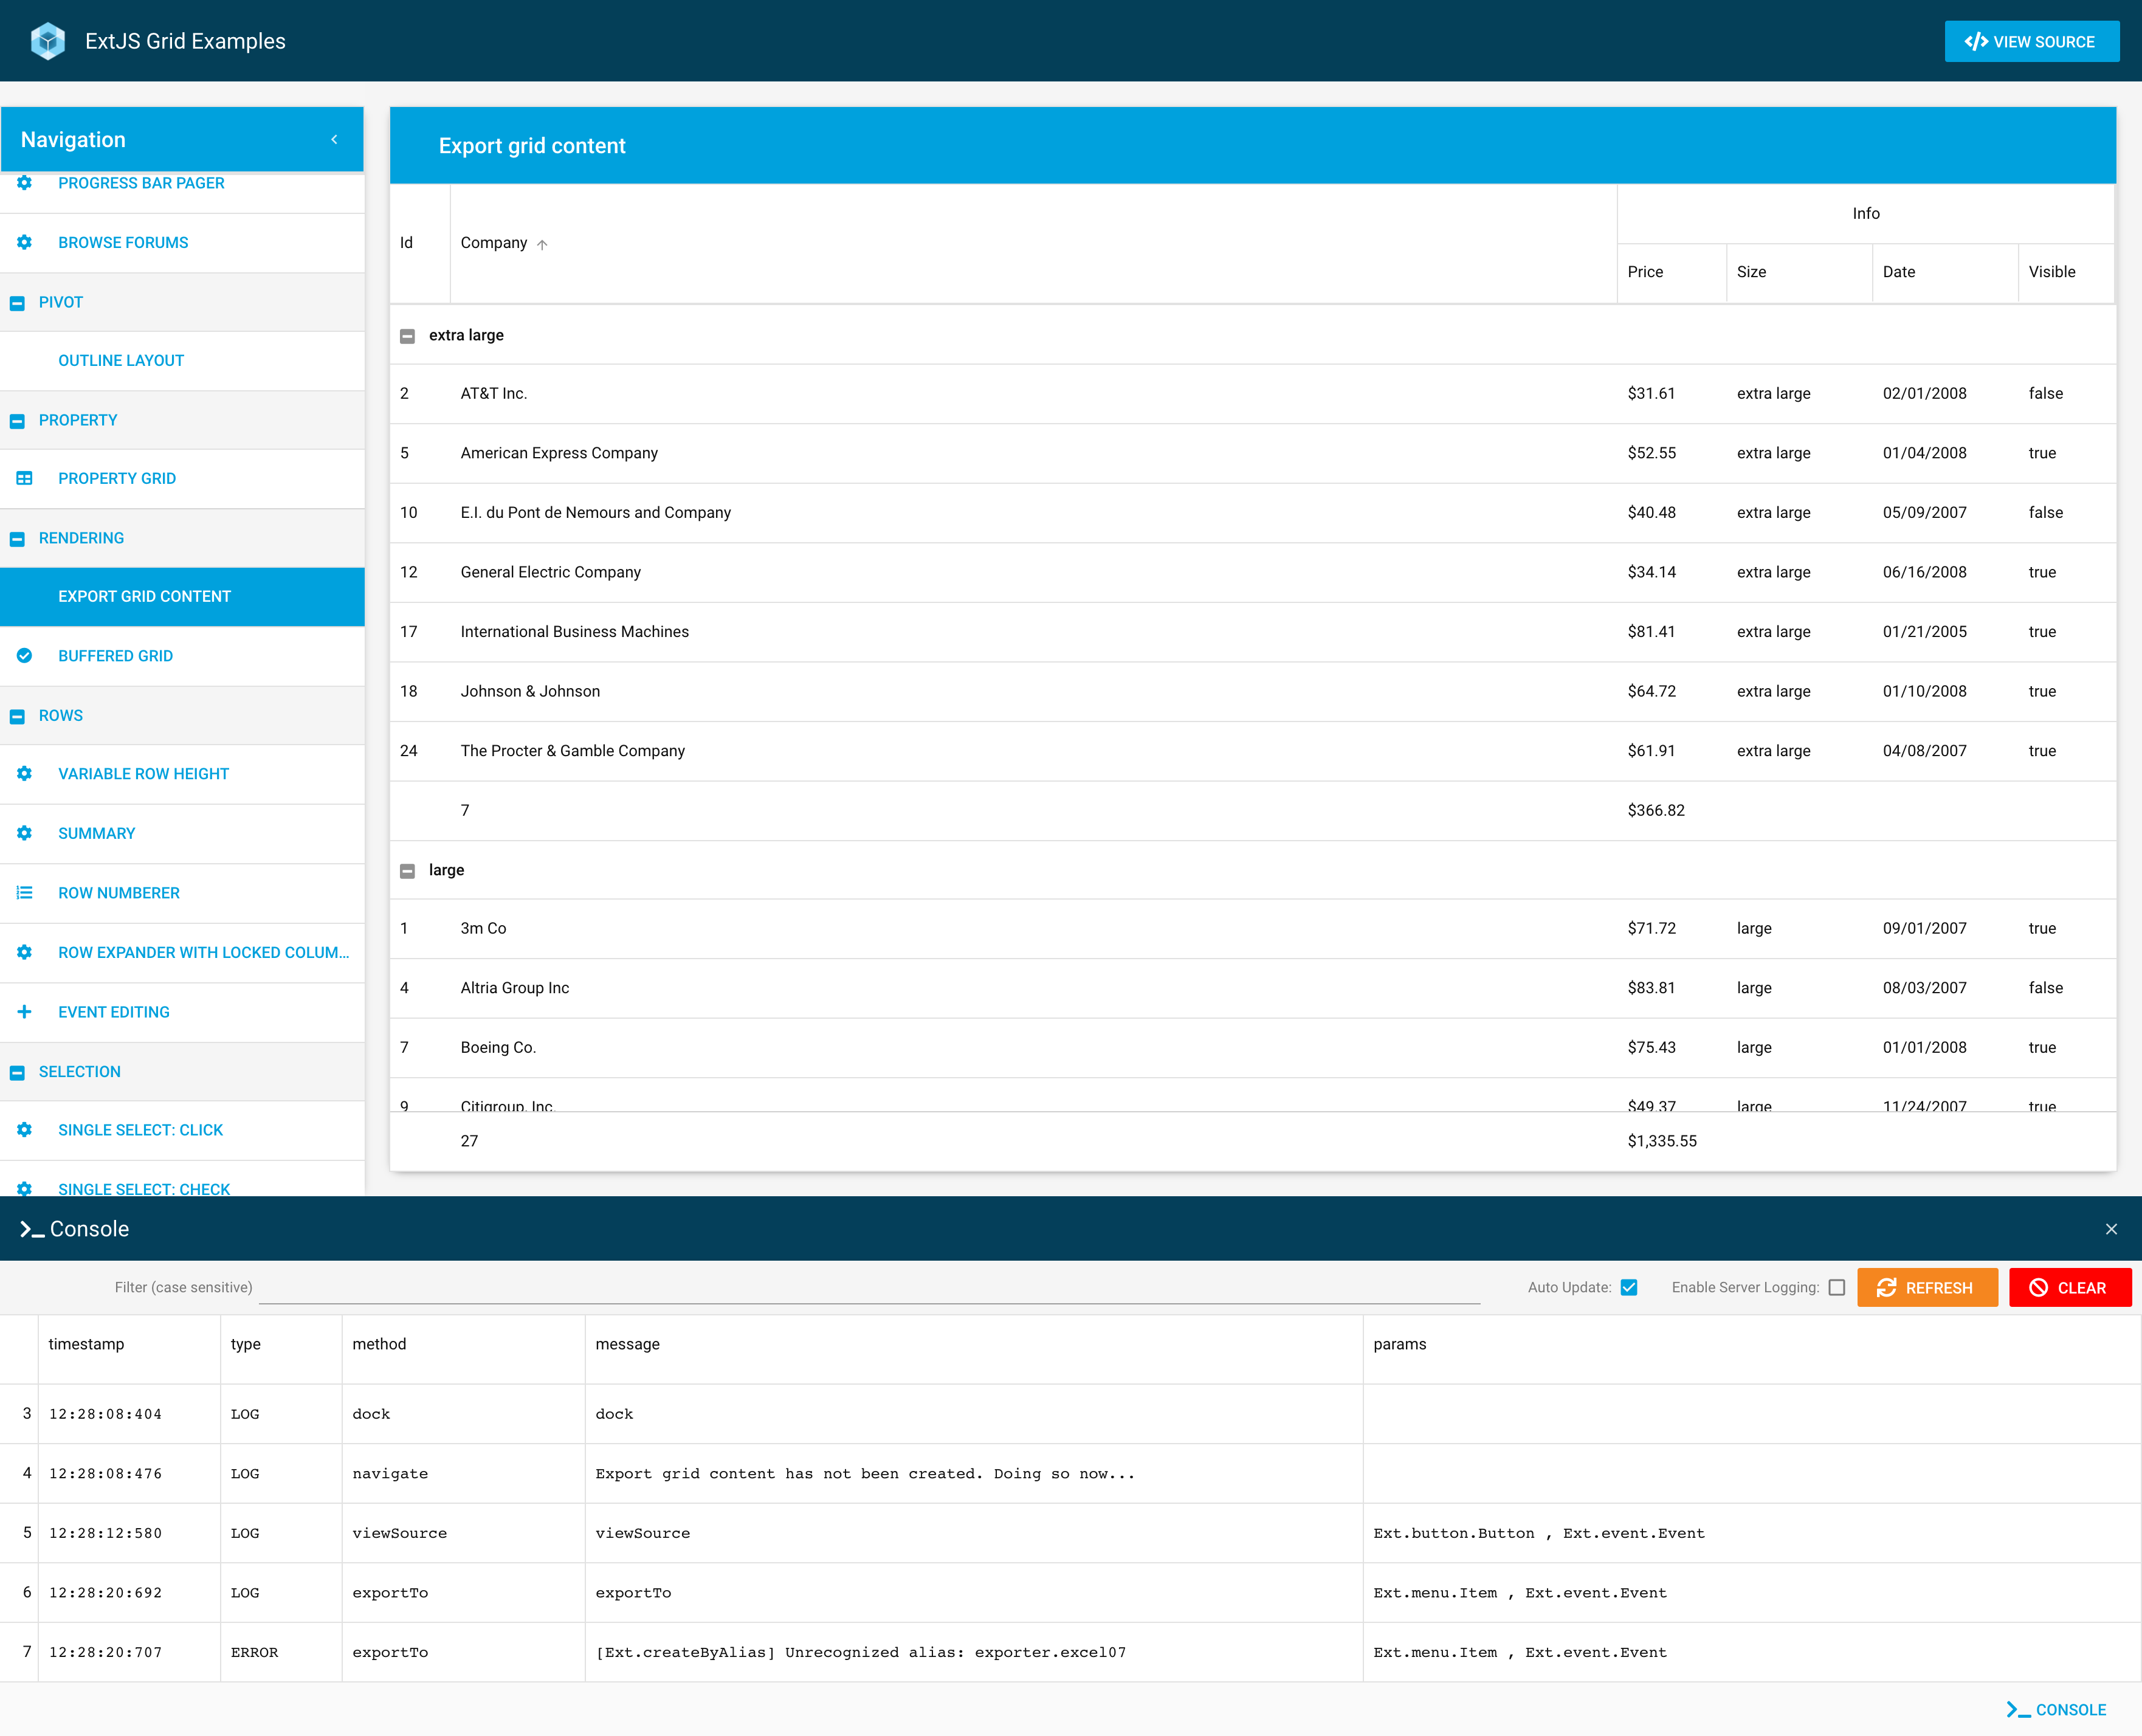 ExtJS Grid Examples
VIEW SOURCE
Navigation
PROGRESS BAR PAGER
BROWSE FORUMS
PIVOT
OUTLINE LAYOUT
PROPERTY
PROPERTY GRID
RENDERING
EXPORT GRID CONTENT
BUFFERED GRID
ROWS
VARIABLE ROW HEIGHT
SUMMARY
ROW NUMBERER
ROW EXPANDER WITH LOCKED COLUM...
EVENT EDITING
SELECTION
SINGLE SELECT: CLICK
SINGLE SELECT: CHECK
Export grid content
Info
Id Company Price Size Date Visible
extra large
2 AT&T Inc. $31.61 extra large 02/01/2008 false
5 American Express Company $52.55 extra large 01/04/2008 true
10 E.I. du Pont de Nemours and Company $40.48 extra large 05/09/2007 false
12 General Electric Company $34.14 extra large 06/16/2008 true
17 International Business Machines $81.41 extra large 01/21/2005 true
18 Johnson & Johnson $64.72 extra large 01/10/2008 true
24 The Procter & Gamble Company $61.91 extra large 04/08/2007 true
7 $366.82
large
1 3m Co $71.72 large 09/01/2007 true
4 Altria Group Inc $83.81 large 08/03/2007 false
7 Boeing Co. $75.43 large 01/01/2008 true
9 Citigroup, Inc. $49.37 large 11/24/2007 true
27 $1,335.55
Console
Filter (case sensitive) Auto Update: Enable Server Logging: REFRESH CLEAR
timestamp type method message params
3 12:28:08:404 LOG dock dock
4 12:28:08:476 LOG navigate Export grid content has not been created. Doing so now...
5 12:28:12:580 LOG viewSource viewSource Ext.button.Button , Ext.event.Event
6 12:28:20:692 LOG exportTo exportTo Ext.menu.Item , Ext.event.Event
7 12:28:20:707 ERROR exportTo [Ext.createByAlias] Unrecognized alias: exporter.excel07 Ext.menu.Item , Ext.event.Event
CONSOLE